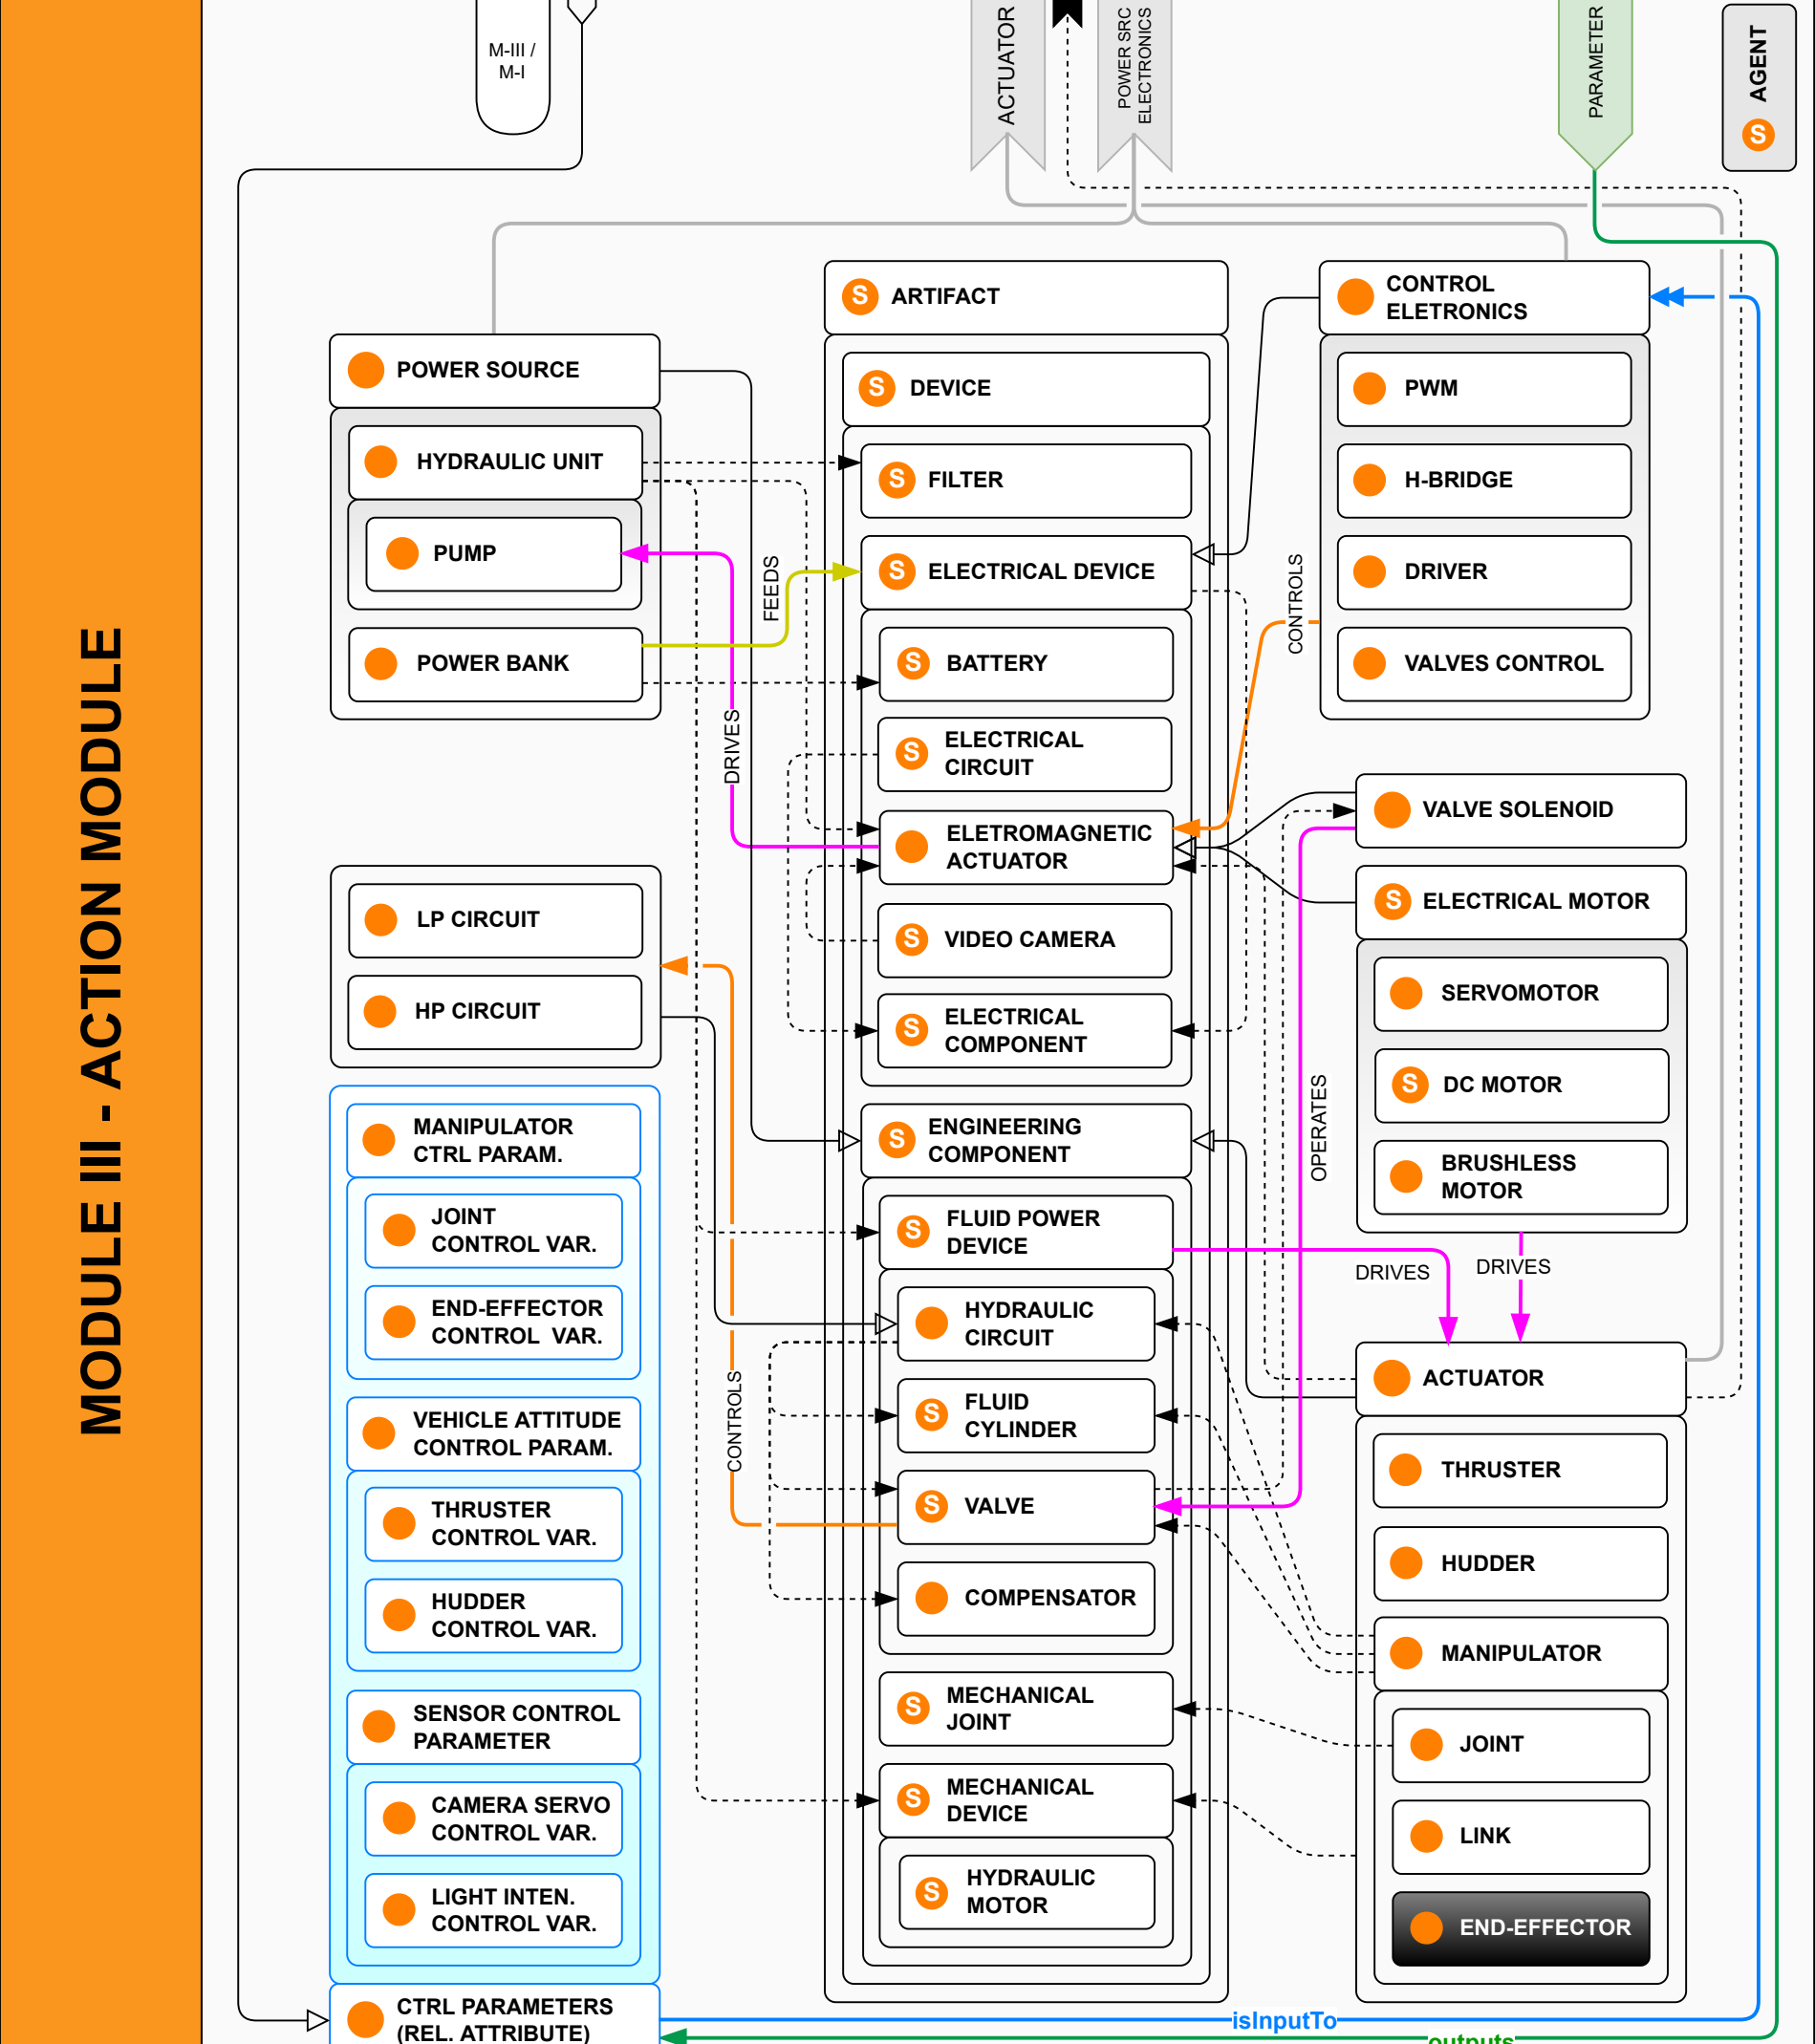 MODULE III - ACTION MODULE
M-III /
M-I
ACTUATOR
POWER SRC
ELECTRONICS
PARAMETER
S AGENT
POWER SOURCE
HYDRAULIC UNIT
PUMP
POWER BANK
FEEDS
DRIVES
LP CIRCUIT
HP CIRCUIT
MANIPULATOR
CTRL PARAM.
JOINT
CONTROL VAR.
END-EFFECTOR
CONTROL VAR.
VEHICLE ATTITUDE
CONTROL PARAM.
THRUSTER
CONTROL VAR.
HUDDER
CONTROL VAR.
SENSOR CONTROL
PARAMETER
CAMERA SERVO
CONTROL VAR.
LIGHT INTEN.
CONTROL VAR.
CTRL PARAMETERS
(REL. ATTRIBUTE)
CONTROLS
S ARTIFACT
S DEVICE
S FILTER
S ELECTRICAL DEVICE
S BATTERY
S ELECTRICAL
CIRCUIT
ELETROMAGNETIC
ACTUATOR
S VIDEO CAMERA
S ELECTRICAL
COMPONENT
S ENGINEERING
COMPONENT
S FLUID POWER
DEVICE
HYDRAULIC
CIRCUIT
S FLUID
CYLINDER
S VALVE
COMPENSATOR
S MECHANICAL
JOINT
S MECHANICAL
DEVICE
S HYDRAULIC
MOTOR
CONTROL
ELETRONICS
PWM
H-BRIDGE
DRIVER
VALVES CONTROL
CONTROLS
VALVE SOLENOID
S ELECTRICAL MOTOR
SERVOMOTOR
S DC MOTOR
BRUSHLESS
MOTOR
OPERATES
DRIVES
DRIVES
ACTUATOR
THRUSTER
HUDDER
MANIPULATOR
JOINT
LINK
END-EFFECTOR
isInputTo
outputs